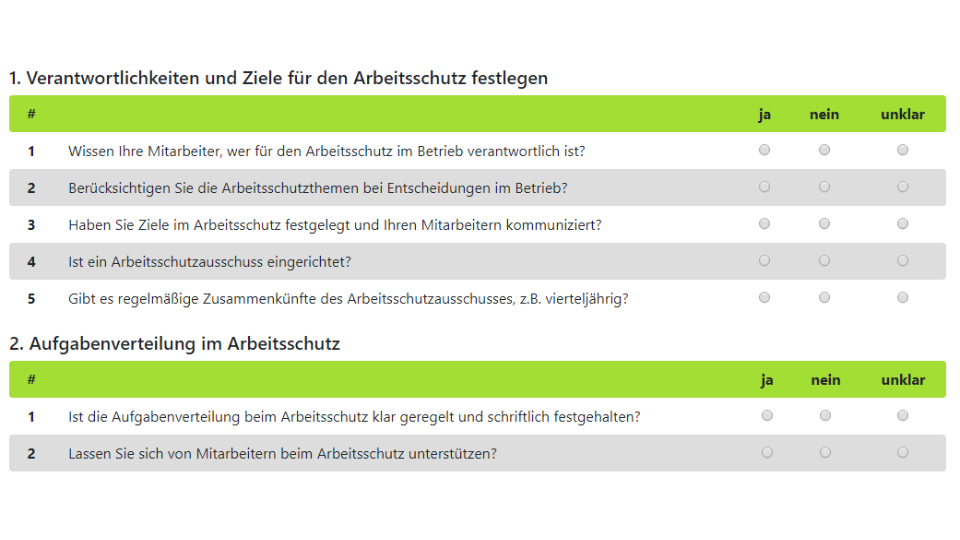 1. Verantwortlichkeiten und Ziele für den Arbeitsschutz festlegen
# ja nein unklar
1 Wissen Ihre Mitarbeiter, wer für den Arbeitsschutz im Betrieb verantwortlich ist?
2 Berücksichtigen Sie die Arbeitsschutzthemen bei Entscheidungen im Betrieb?
3 Haben Sie Ziele im Arbeitsschutz festgelegt und Ihren Mitarbeitern kommuniziert?
4 Ist ein Arbeitsschutzausschuss eingerichtet?
5 Gibt es regelmäßige Zusammenkünfte des Arbeitsschutzausschusses, z.B. vierteljährig?
2. Aufgabenverteilung im Arbeitsschutz
# ja nein unklar
1 Ist die Aufgabenverteilung beim Arbeitsschutz klar geregelt und schriftlich festgehalten?
2 Lassen Sie sich von Mitarbeitern beim Arbeitsschutz unterstützen?